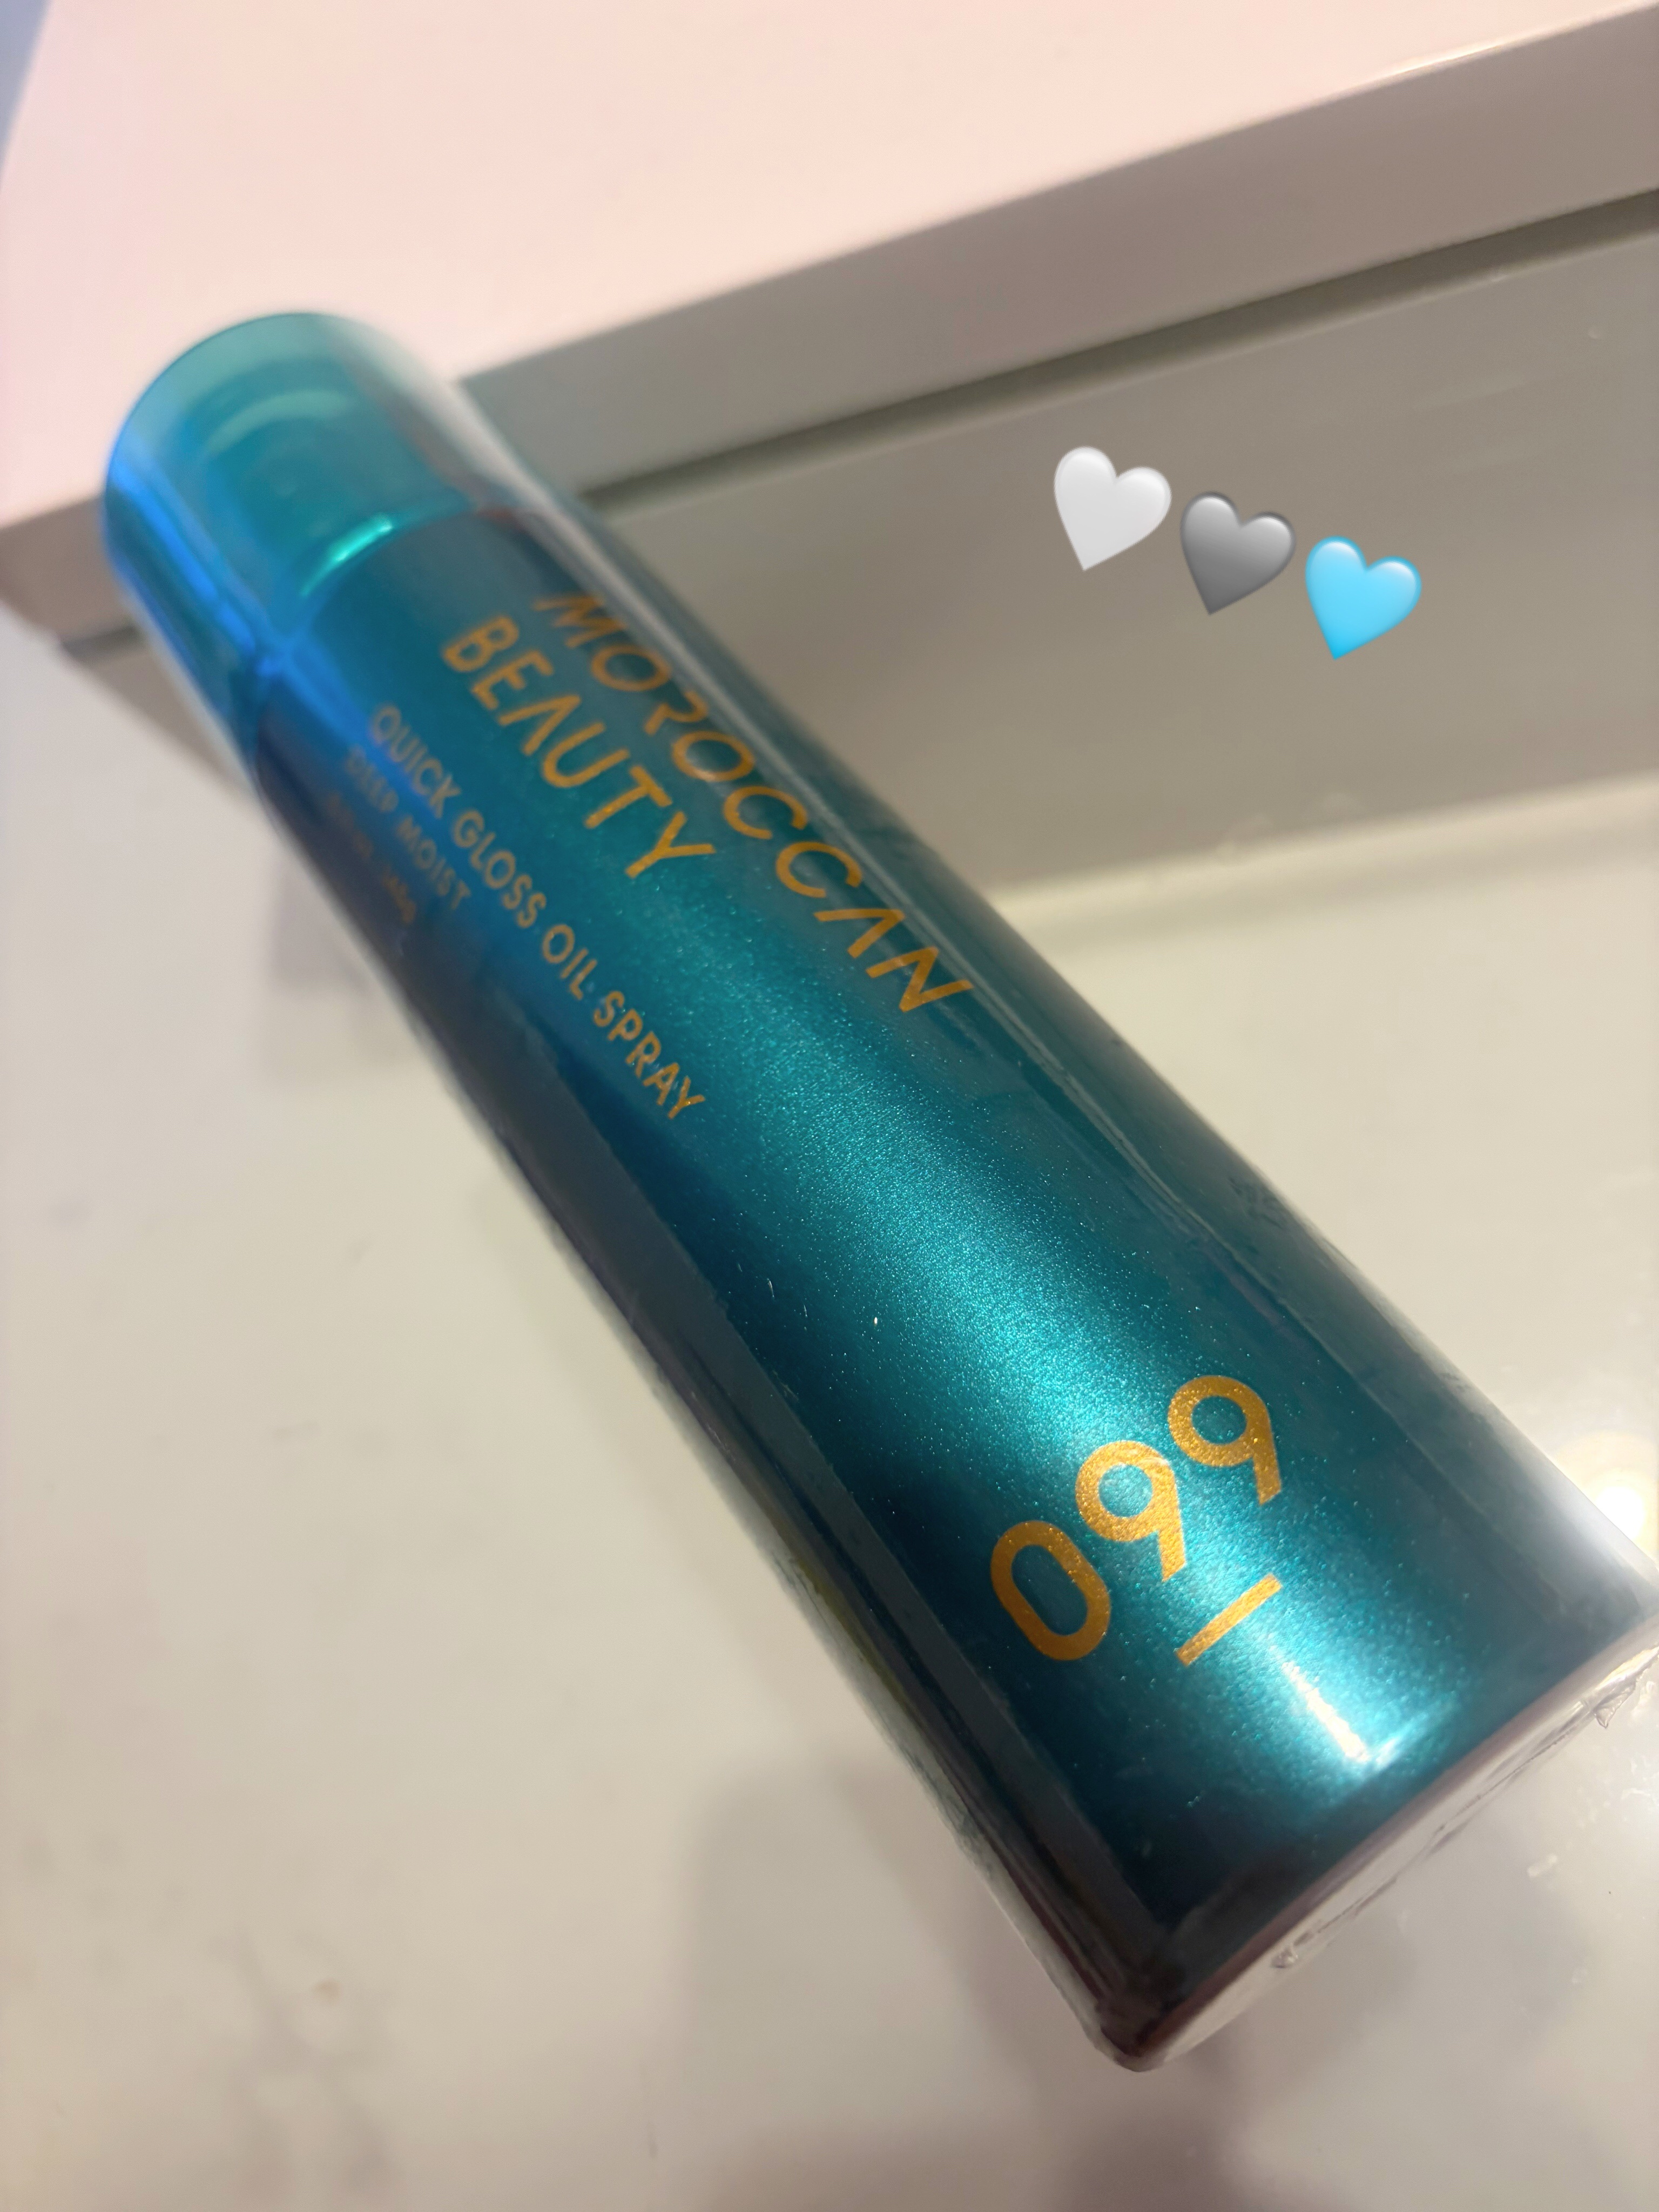 MOROCCAN
BEAUTY
QUICK GLOSS OIL SPRAY
DEEP MOIST
099